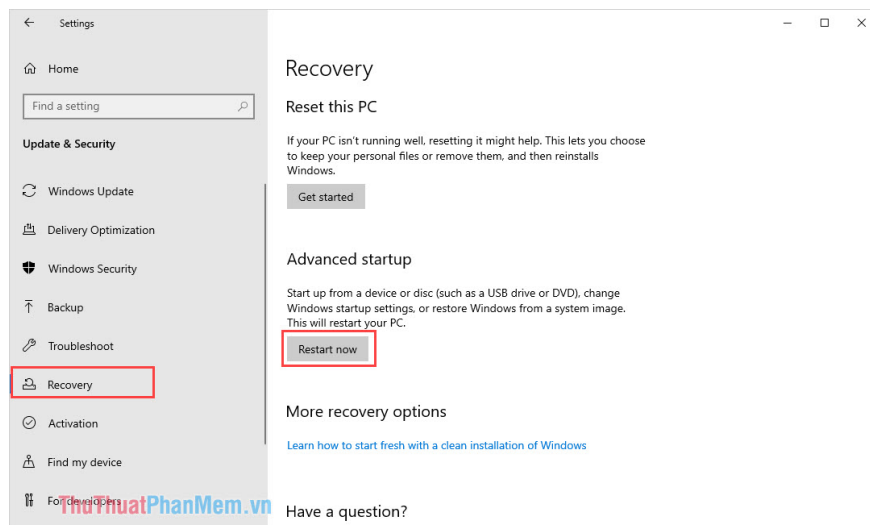 Settings
Home
Find a setting
Update & Security
Windows Update
Delivery Optimization
Windows Security
Backup
Troubleshoot
Recovery
Activation
Find my device
For developers
ThuThuatPhanMem.vn
Recovery
Reset this PC
If your PC isn't running well, resetting it might help. This lets you choose
to keep your personal files or remove them, and then reinstalls
Windows.
Get started
Advanced startup
Start up from a device or disc (such as a USB drive or DVD), change
Windows startup settings, or restore Windows from a system image.
This will restart your PC.
Restart now
More recovery options
Learn how to start fresh with a clean installation of Windows
Have a question?